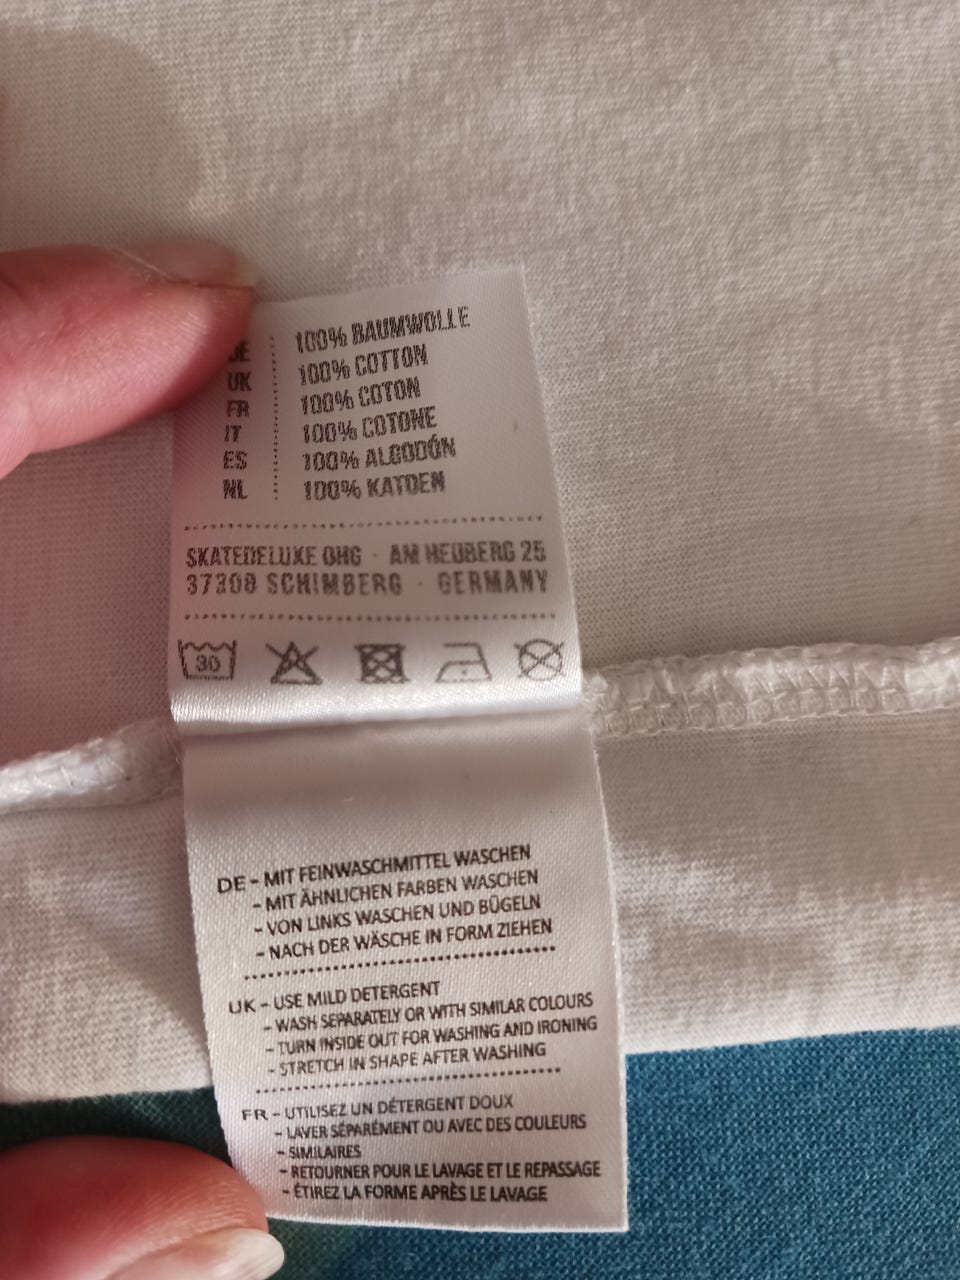 DE 100% BAUMWOLLE
UK 100% COTTON
FR 100% COTON
IT 100% COTONE
ES 100% ALGODÓN
NL 100% KATOEN
SKATEDELUXE OHG · AM HEUBERG 25
37308 SCHIMBERG · GERMANY
30
DE - MIT FEINWASCHMITTEL WASCHEN
- MIT ÄHNLICHEN FARBEN WASCHEN
- VON LINKS WASCHEN UND BÜGELN
- NACH DER WÄSCHE IN FORM ZIEHEN
UK - USE MILD DETERGENT
- WASH SEPARATELY OR WITH SIMILAR COLOURS
- TURN INSIDE OUT FOR WASHING AND IRONING
- STRETCH IN SHAPE AFTER WASHING
FR - UTILISEZ UN DÉTERGENT DOUX
- LAVER SÉPARÉMENT OU AVEC DES COULEURS
- SIMILAIRES
- RETOURNER POUR LE LAVAGE ET LE REPASSAGE
- ÉTIREZ LA FORME APRÈS LE LAVAGE